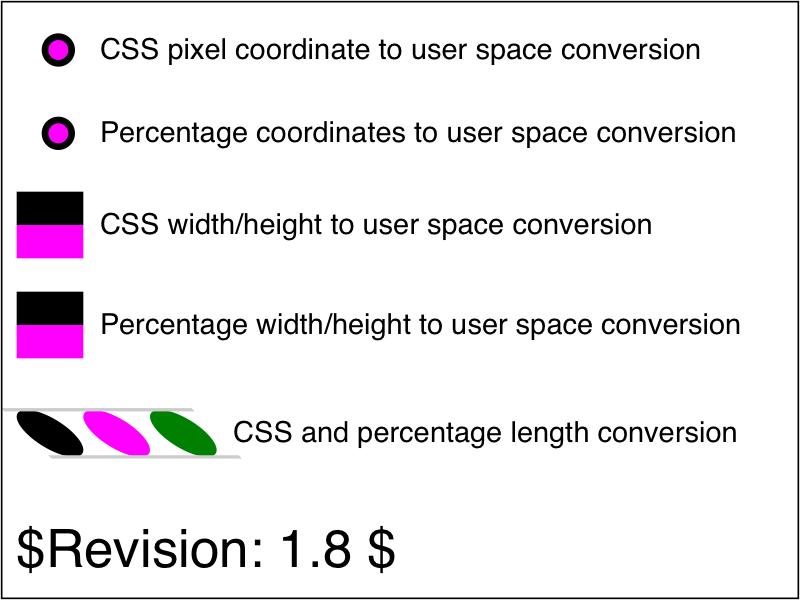 CSS pixel coordinate to user space conversion
Percentage coordinates to user space conversion
CSS width/height to user space conversion
Percentage width/height to user space conversion
CSS and percentage length conversion
$Revision: 1.8 $